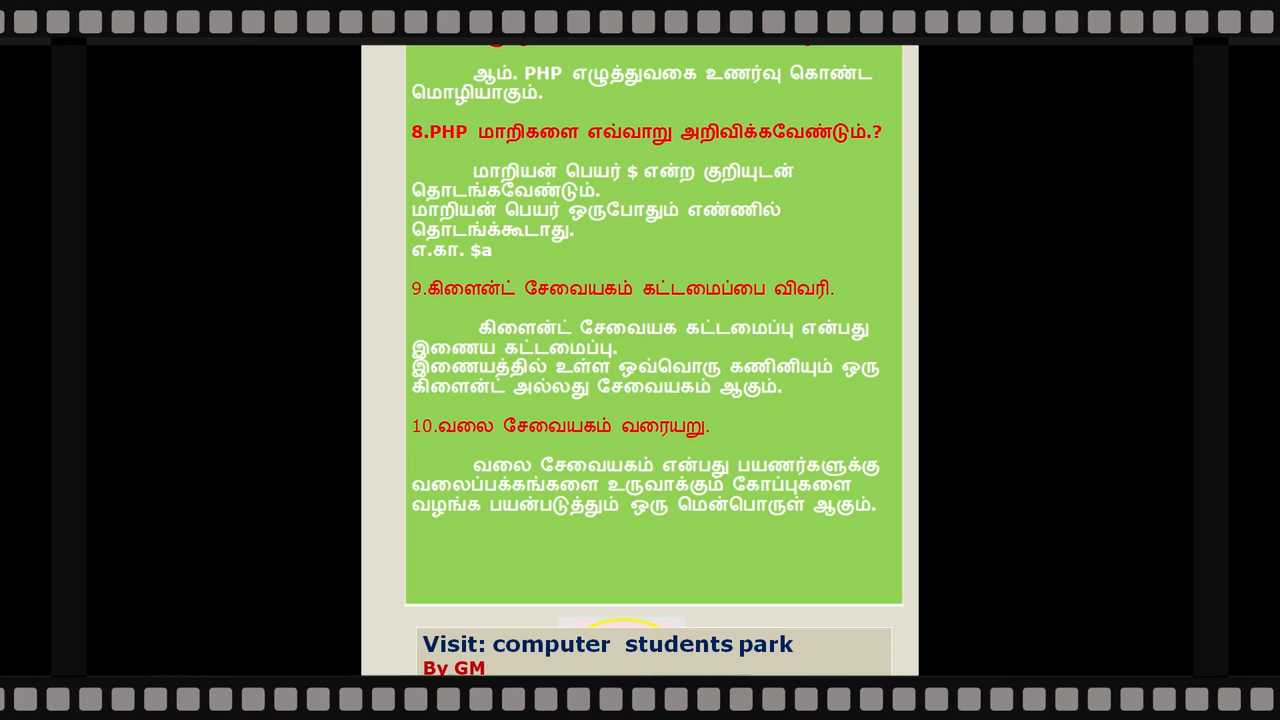 ஆம். PHP எழுத்துவகை உணர்வு கொண்ட
மொழியாகும்.
8.PHP மாறிகளை எவ்வாறு அறிவிக்கவேண்டும்.?
மாறியன் பெயர் $ என்ற குறியுடன்
தொடங்கவேண்டும்.
மாறியன் பெயர் ஒருபோதும் எண்ணில்
தொடங்க்கூடாது.
எ.கா. $a
9.கிளைன்ட் சேவையகம் கட்டமைப்பை விவரி.
கிளைன்ட் சேவையக கட்டமைப்பு என்பது
இணைய கட்டமைப்பு.
இணையத்தில் உள்ள ஒவ்வொரு கணினியும் ஒரு
கிளைன்ட் அல்லது சேவையகம் ஆகும்.
10.வலை சேவையகம் வரையறு.
வலை சேவையகம் என்பது பயணர்களுக்கு
வலைப்பக்கங்களை உருவாக்கும் கோப்புகளை
வழங்க பயன்படுத்தும் ஒரு மென்பொருள் ஆகும்.
Visit: computer students park
By GM